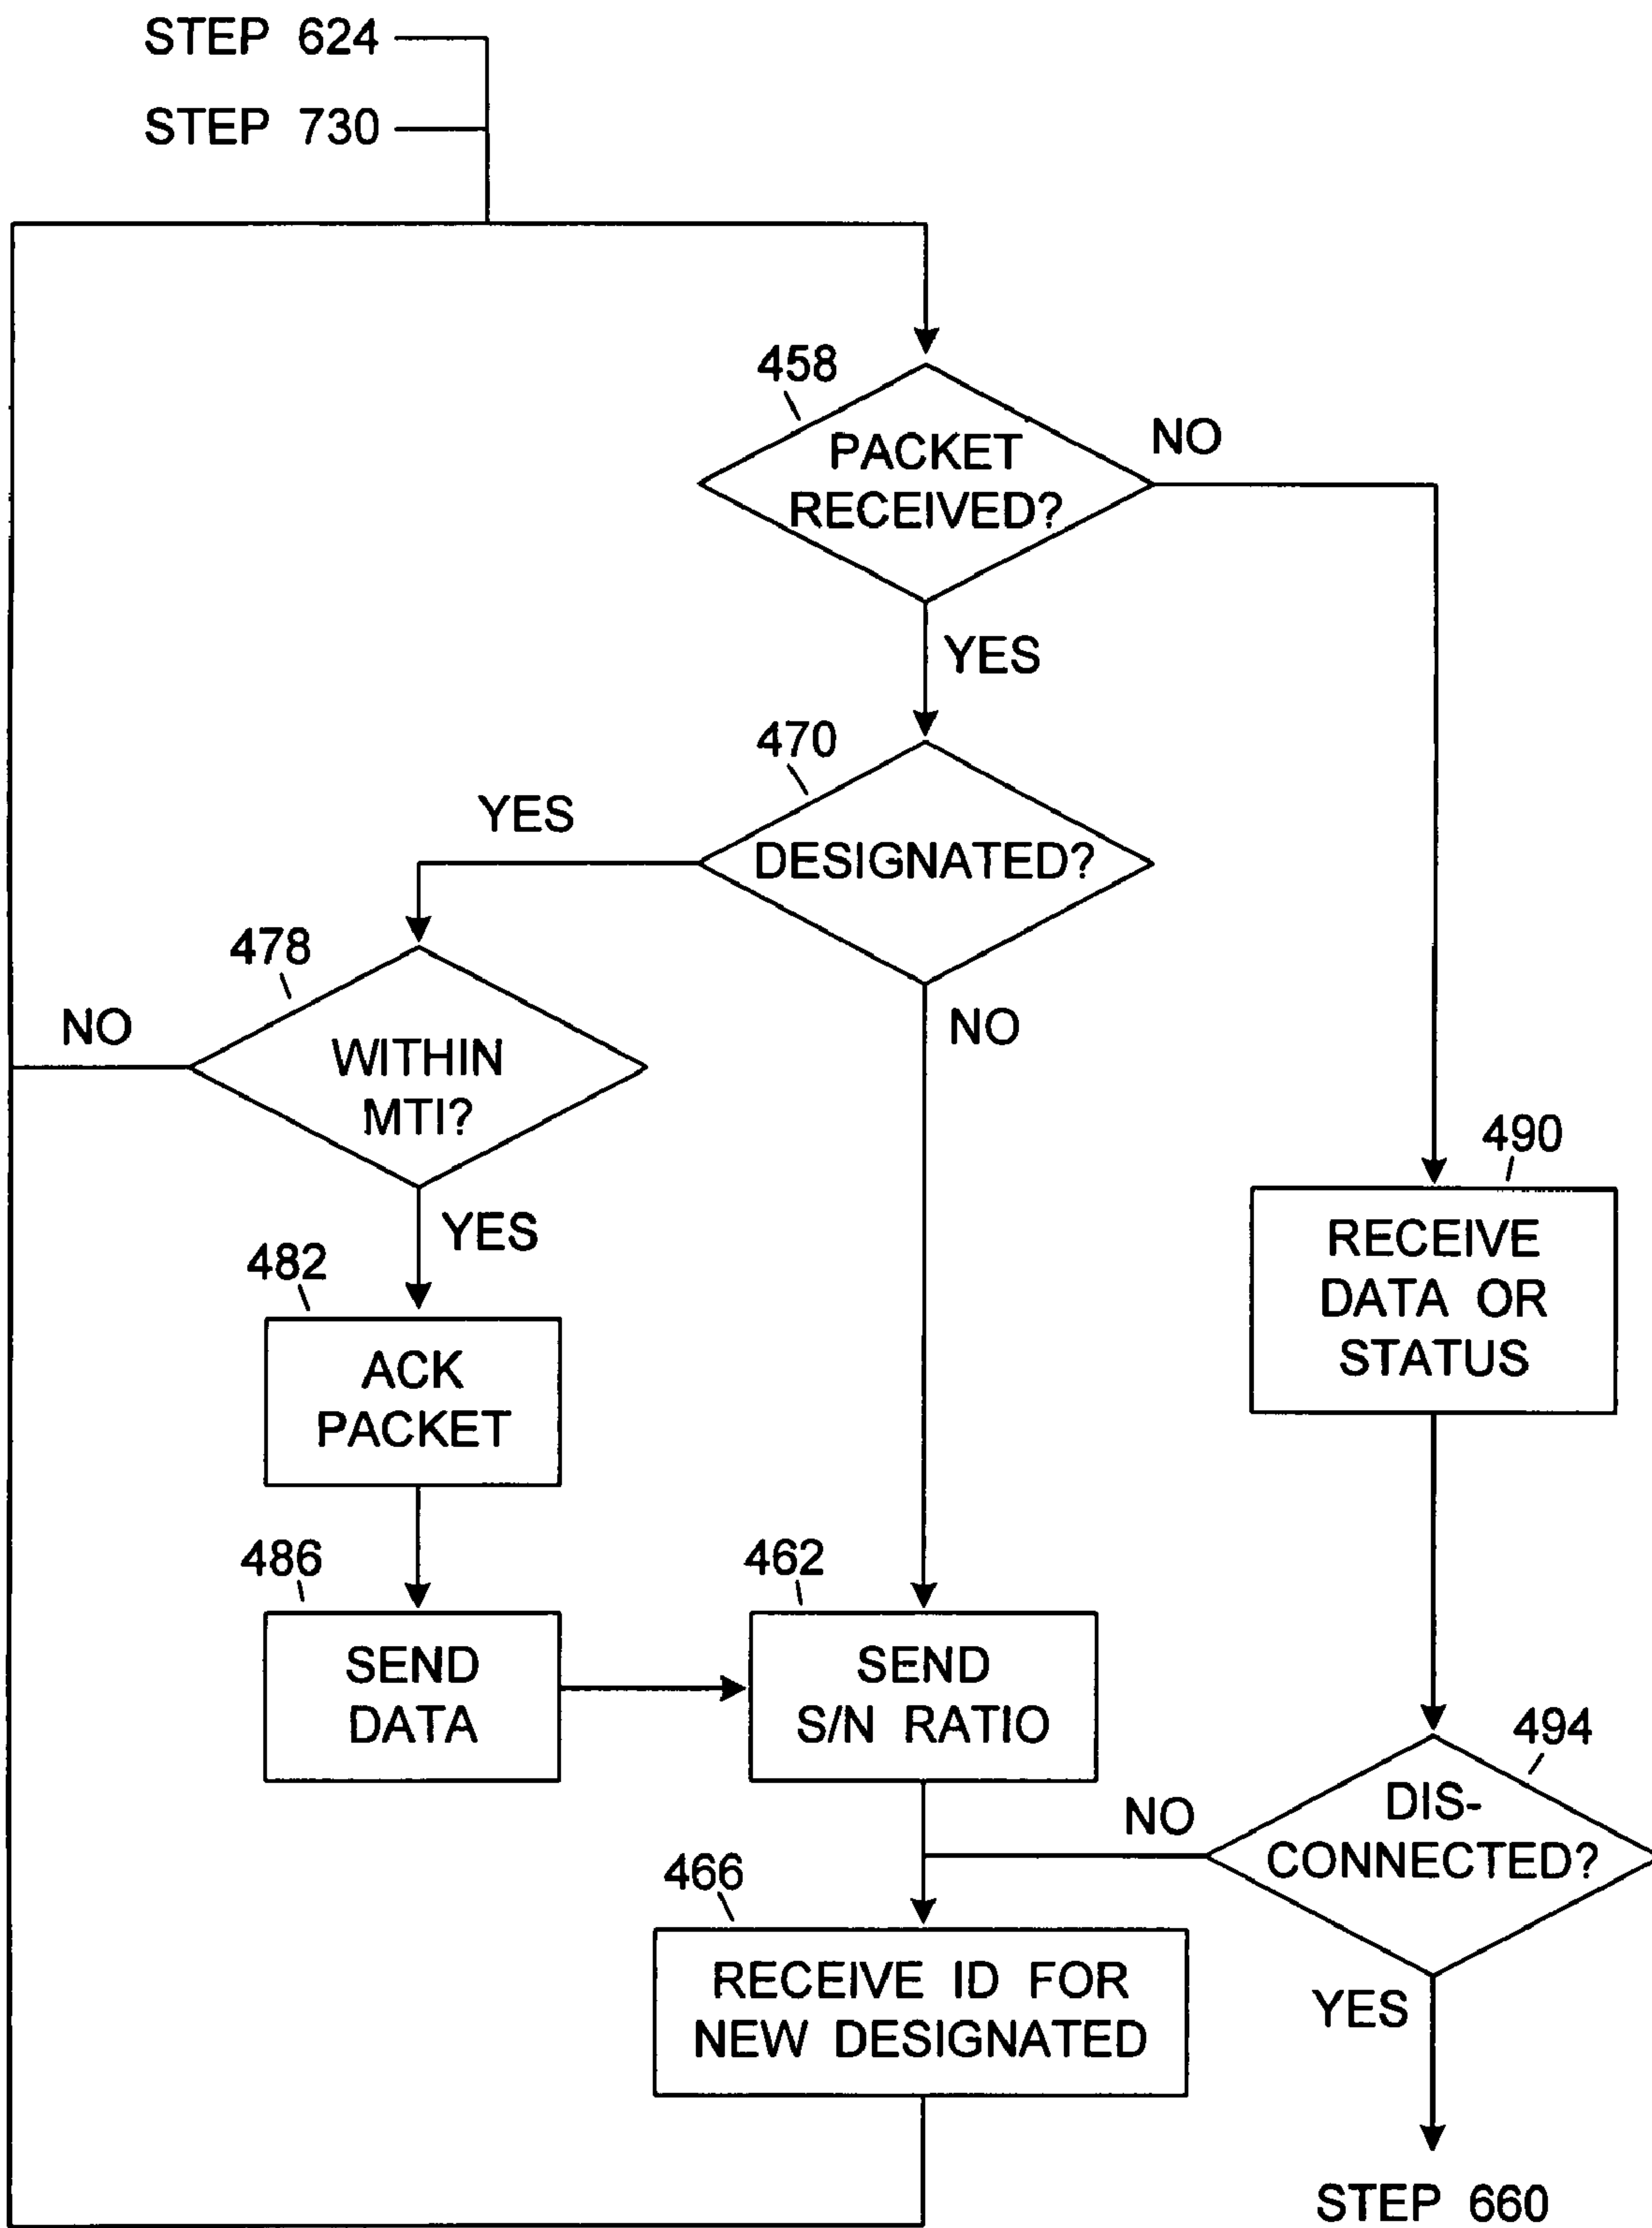 STEP 624
STEP 730
458
PACKET
RECEIVED?
NO
YES
470
DESIGNATED?
YES
NO
478
WITHIN
MTI?
NO
YES
482
ACK
PACKET
490
RECEIVE
DATA OR
STATUS
486
SEND
DATA
462
SEND
S/N RATIO
494
DIS-
CONNECTED?
NO
YES
466
RECEIVE ID FOR
NEW DESIGNATED
STEP 660